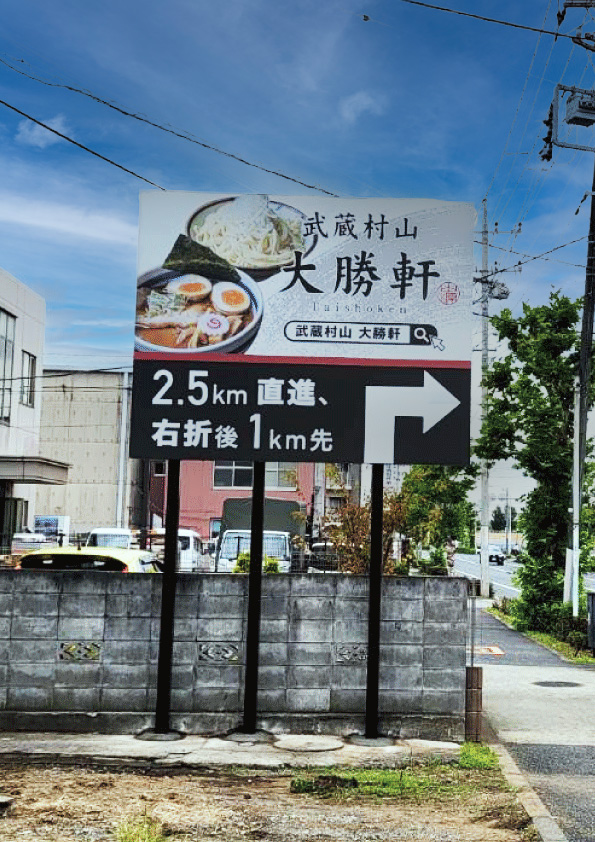 武蔵村山
大勝軒
Taishoken
武蔵村山 大勝軒
2.5km 直進、
右折後 1km先